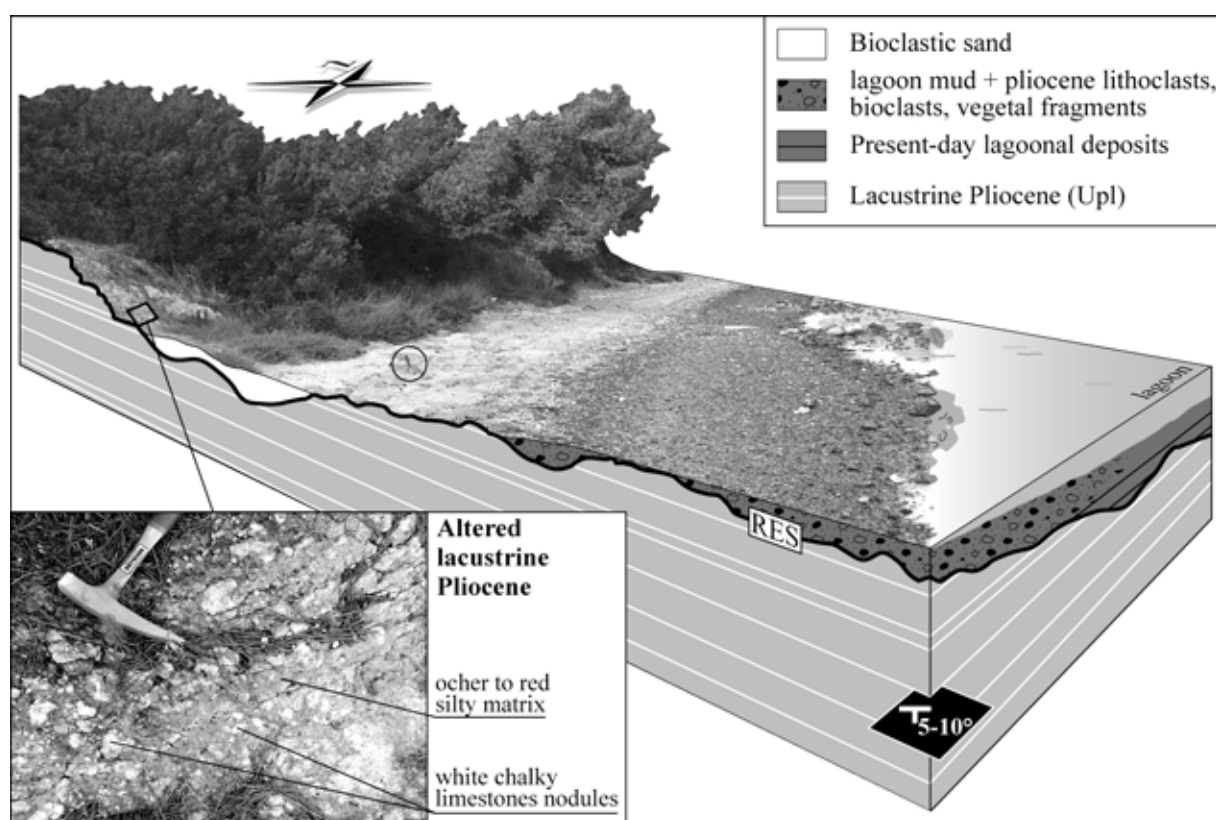 Bioclastic sand
lagoon mud + pliocene lithoclasts,
bioclasts, vegetal fragments
Present-day lagoonal deposits
Lacustrine Pliocene (Upl)
lagoon
RES
5-10°
Altered
lacustrine
Pliocene
ocher to red
silty matrix
white chalky
limestones nodules